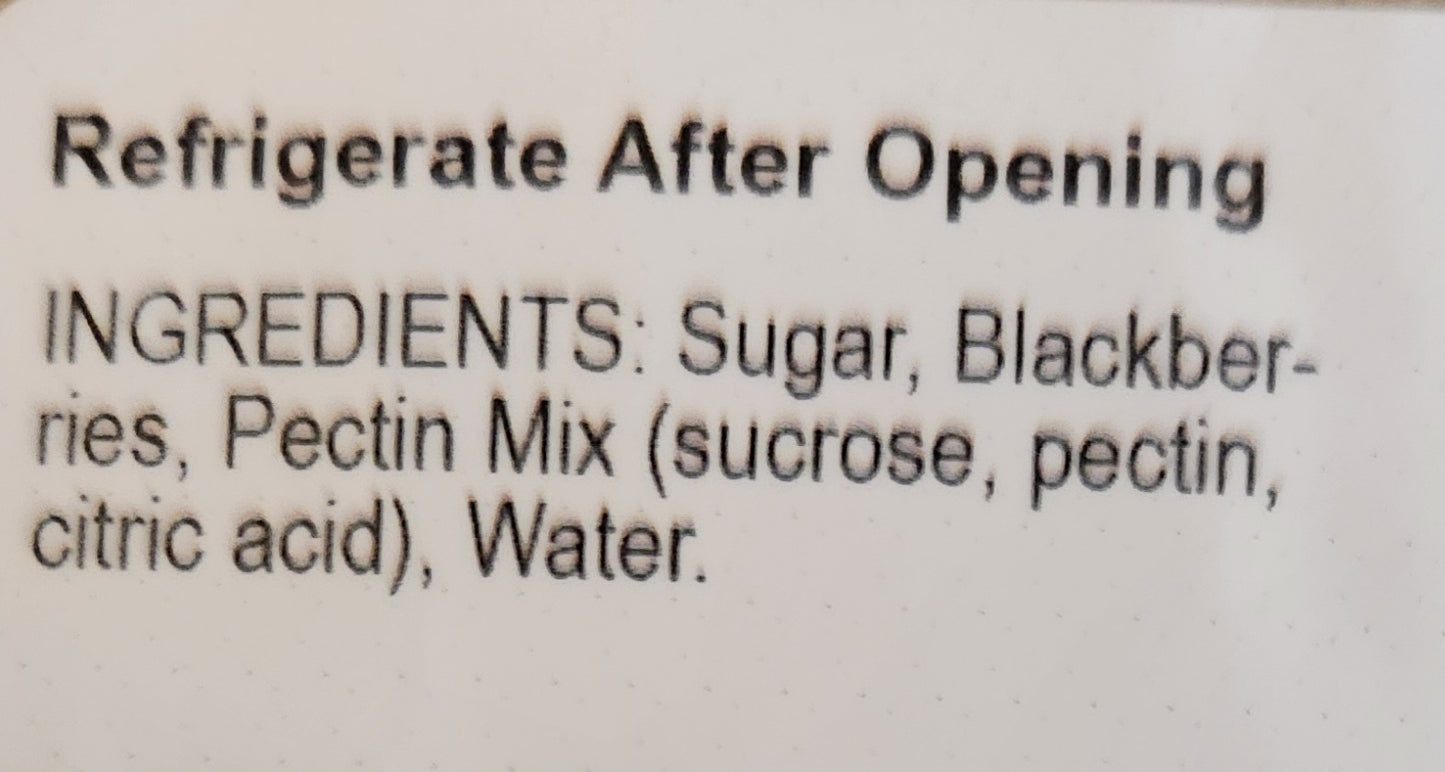 Refrigerate After Opening
INGREDIENTS: Sugar, Blackber-
ries, Pectin Mix (sucrose, pectin,
citric acid), Water.